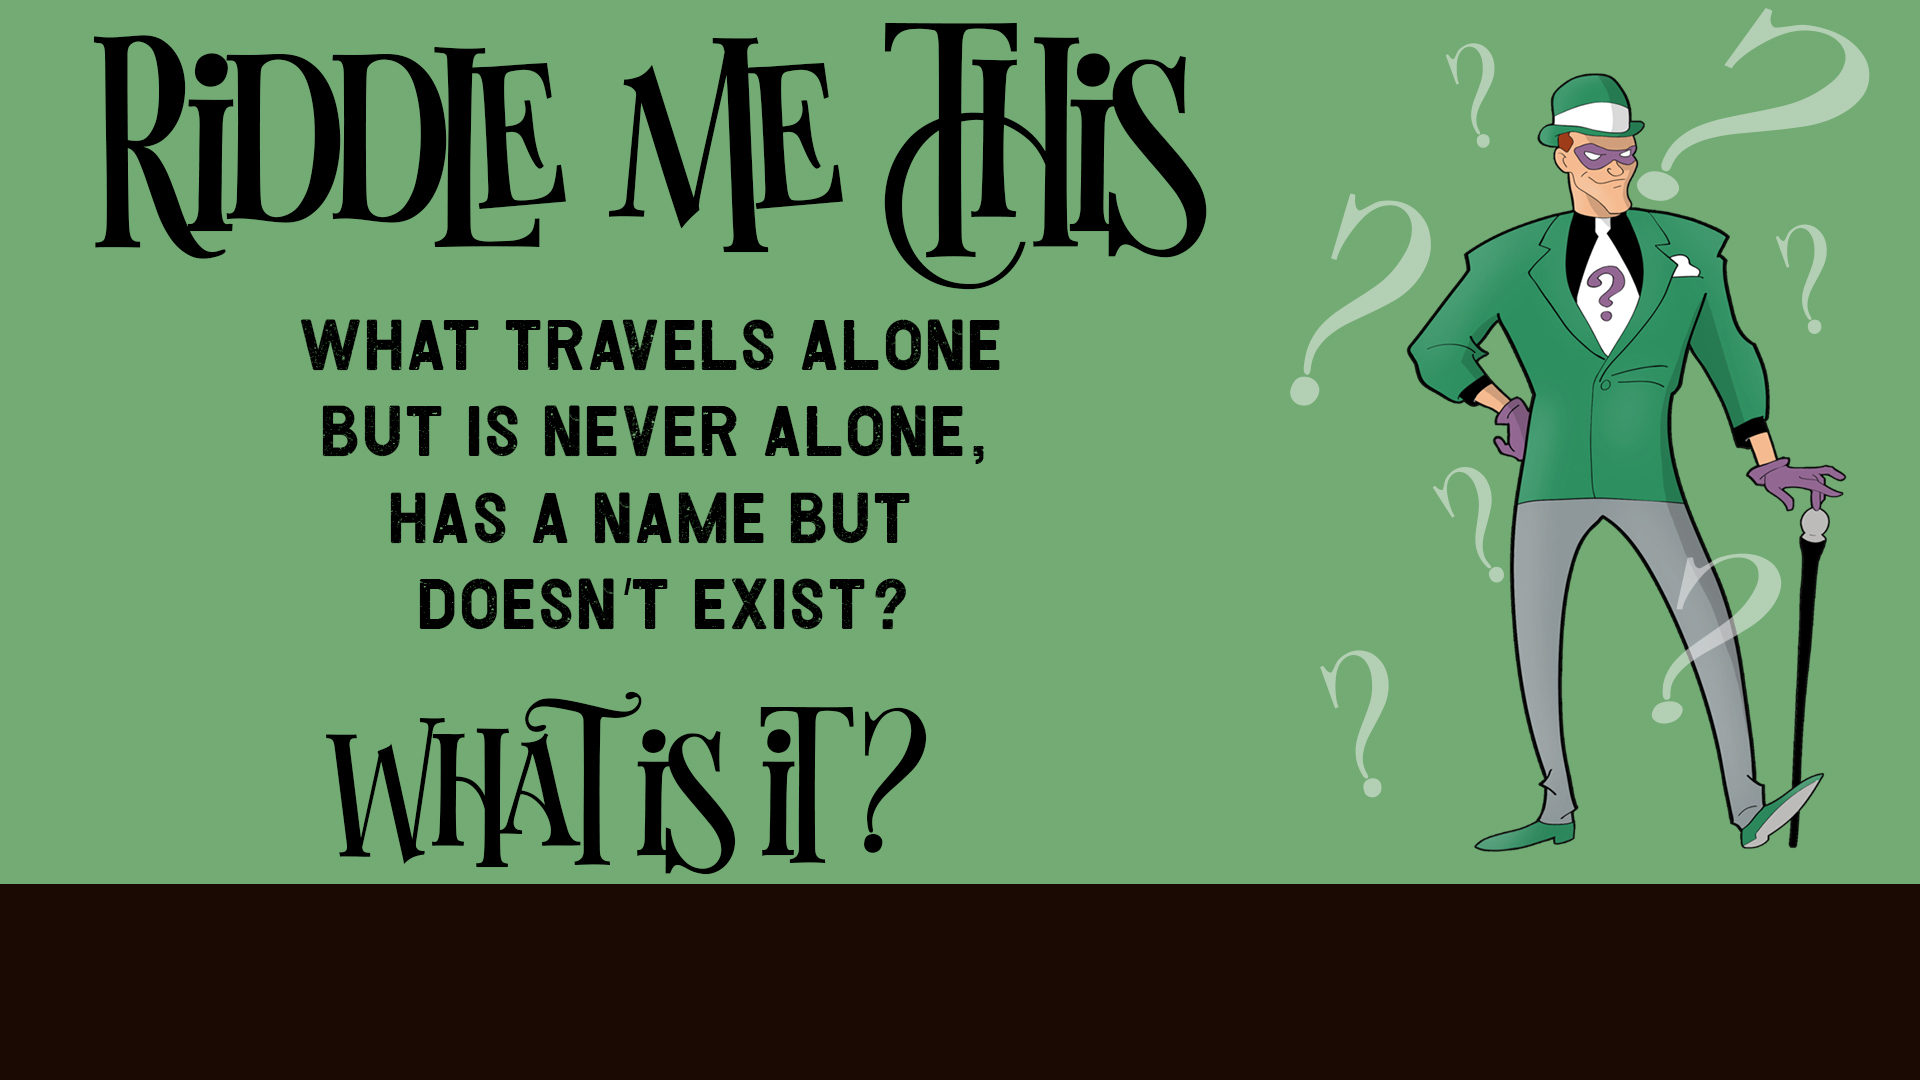 RiDDLE ME THiS
WHAT TRAVELS ALONE
BUT IS NEVER ALONE,
HAS A NAME BUT
DOESN'T EXIST?
WHAT iS iT?
?